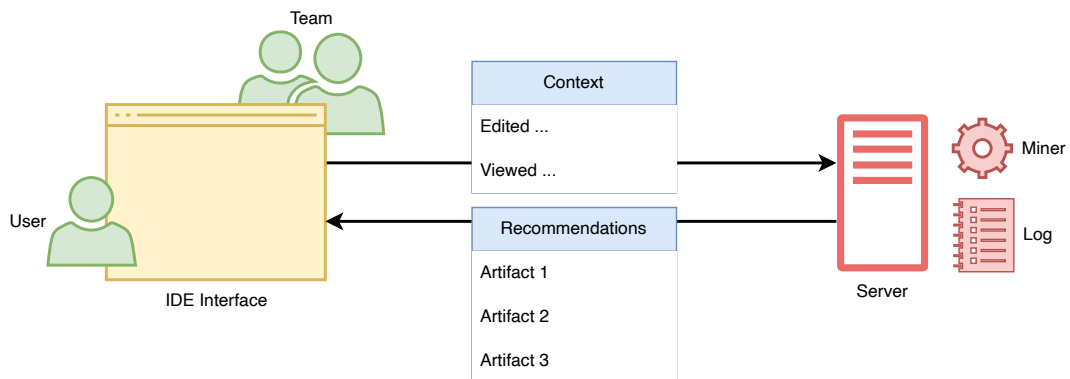 Team
Context
Edited ...
Viewed ...
Miner
User
Recommendations
Log
Artifact 1
IDE Interface
Server
Artifact 2
Artifact 3